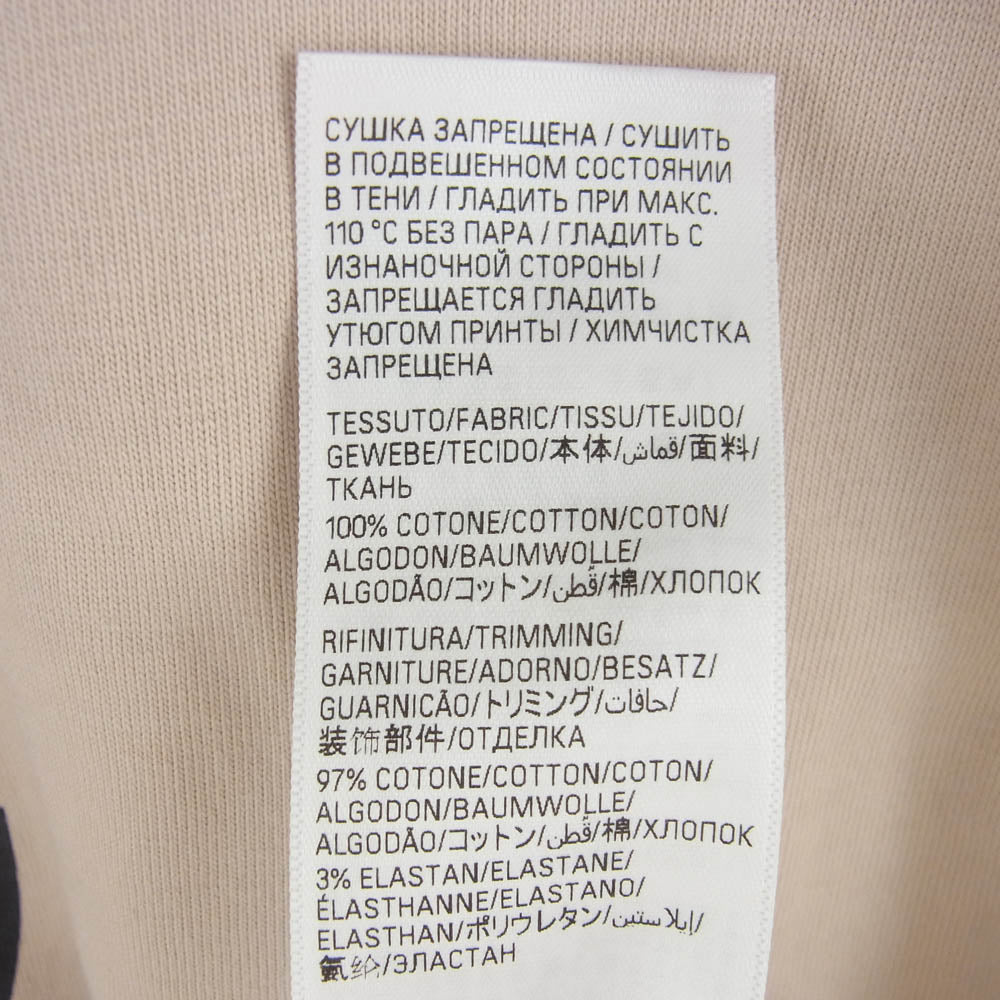 СУШКА ЗАПРЕЩЕНА / СУШИТЬ
В ПОДВЕШЕННОМ СОСТОЯНИИ
В ТЕНИ / ГЛАДИТЬ ПРИ МАКС.
110 °C БЕЗ ПАРА / ГЛАДИТЬ С
ИЗНАНОЧНОЙ СТОРОНЫ /
ЗАПРЕЩАЕТСЯ ГЛАДИТЬ
УТЮГОМ ПРИНТЫ / ХИМЧИСТКА
ЗАПРЕЩЕНА
TESSUTO/FABRIC/TISSU/TEJIDO/
GEWEBE/TECIDO/本体/قماش/面料/
ТКАНЬ
100% COTONE/COTTON/COTON/
ALGODON/BAUMWOLLE/
ALGODÃO/コットン/قُطن/棉/ХЛОПОК
RIFINITURA/TRIMMING/
GARNITURE/ADORNO/BESATZ/
GUARNICÃO/トリミング/حافات/
装饰部件/ОТДЕЛКА
97% COTONE/COTTON/COTON/
ALGODON/BAUMWOLLE/
ALGODÃO/コットン/قُطن/棉/ХЛОПОК
3% ELASTAN/ELASTANE/
ÉLASTHANNE/ELASTANO/
ELASTHAN/ポリウレタン/إيلاستين/
氨纶/ЭЛАСТАН